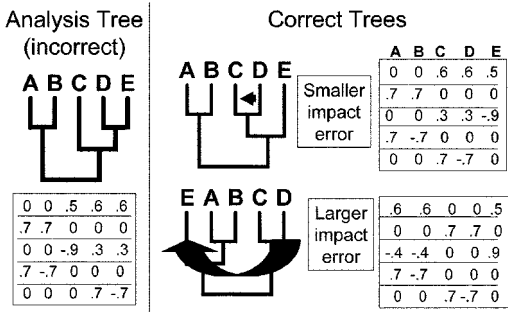 Analysis Tree
(incorrect)
A B C D E
0 0 .5 .6 .6
.7 .7 0 0 0
0 0 -.9 .3 .3
.7 -.7 0 0 0
0 0 0 .7 -.7
Correct Trees
A B C D E
Smaller
impact
error
A B C D E
0 0 .6 .6 .5
.7 .7 0 0 0
0 0 .3 .3 -.9
.7 -.7 0 0 0
0 0 .7 -.7 0
E A B C D
Larger
impact
error
.6 .6 0 0 .5
0 0 .7 .7 0
-.4 -.4 0 0 .9
.7 -.7 0 0 0
0 0 .7 -.7 0